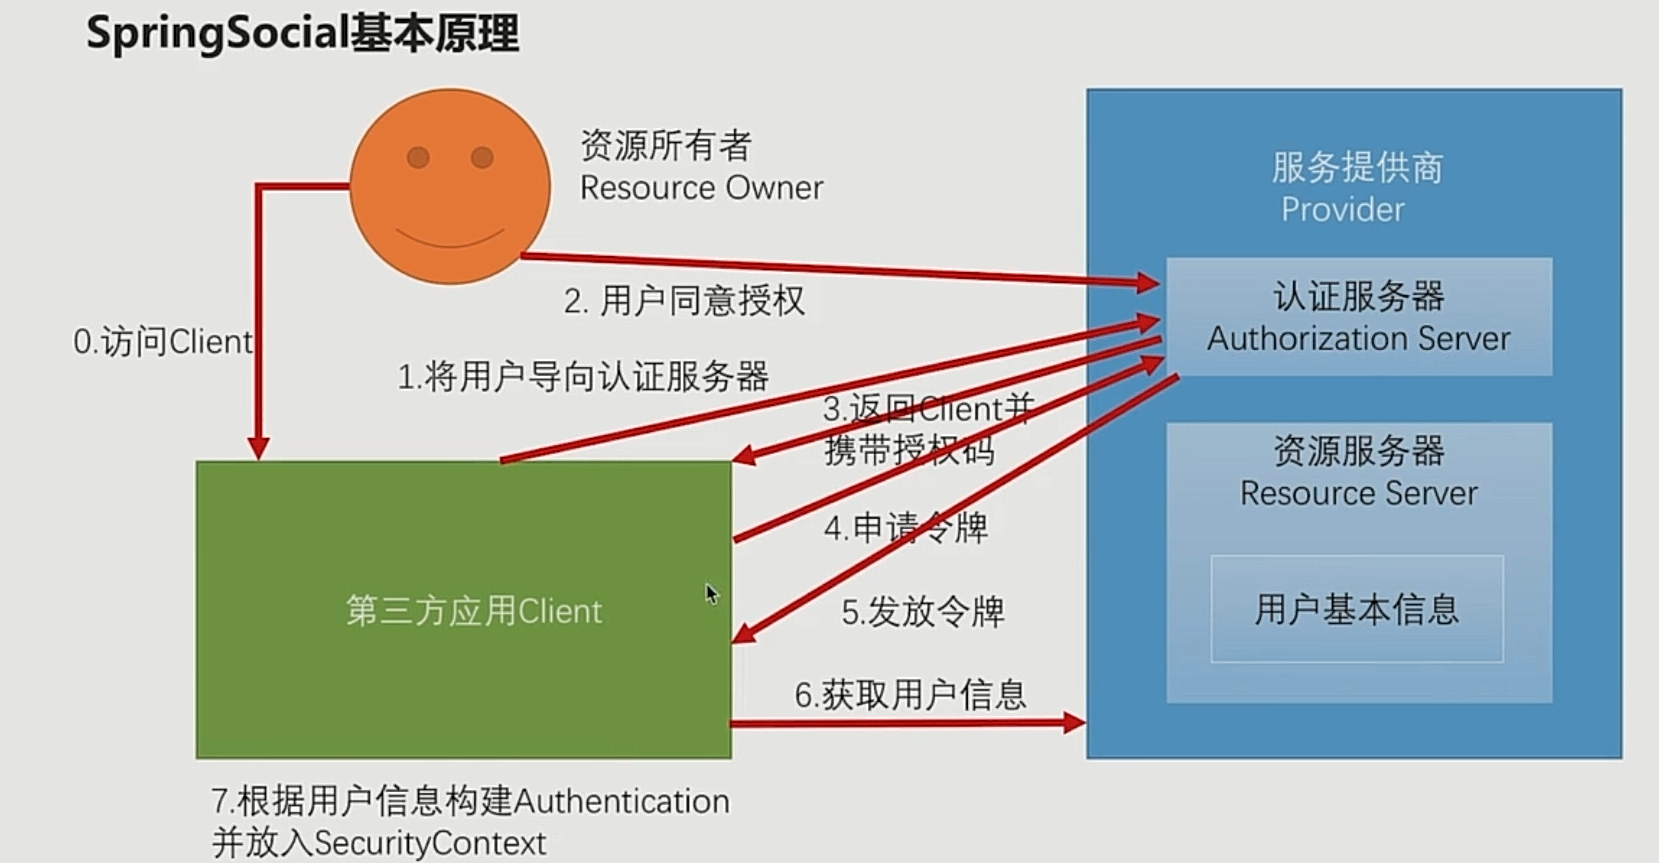 SpringSocial基本原理
资源所有者
Resource Owner
服务提供商
Provider
2. 用户同意授权
认证服务器
Authorization Server
0.访问Client
1.将用户导向认证服务器
3.返回Client并
携带授权码
资源服务器
Resource Server
4.申请令牌
第三方应用Client
5.发放令牌
用户基本信息
6.获取用户信息
7.根据用户信息构建Authentication
并放入SecurityContext